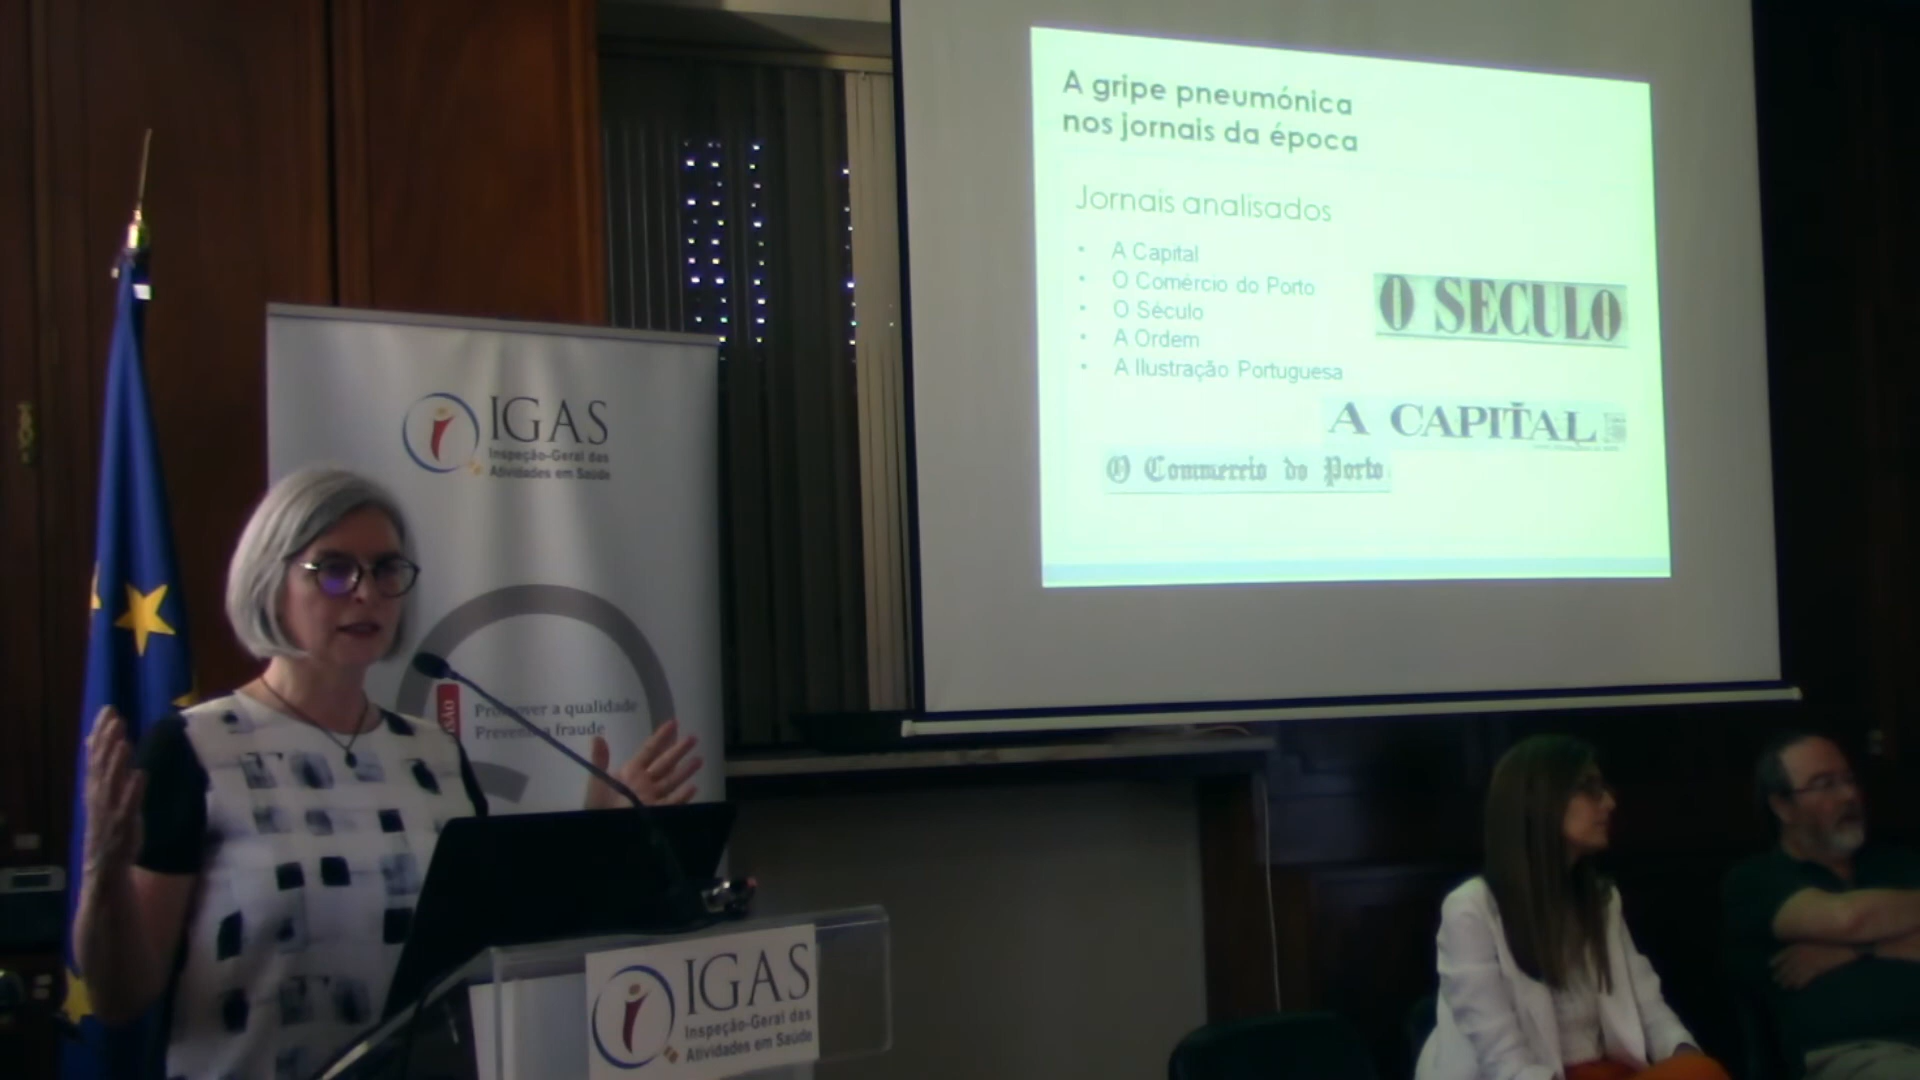 A gripe pneumónica
nos jornais da época
Jornais analisados
• A Capital
• O Comércio do Porto
• O Século
• A Ordem
• A Ilustração Portuguesa
O SECULO
A CAPITAL
O Commercio do Porto
IGAS
Inspeção-Geral das
Atividades em Saúde
Promover a qualidade
Prevenir a fraude
IGAS
Inspeção-Geral das
Atividades em Saúde